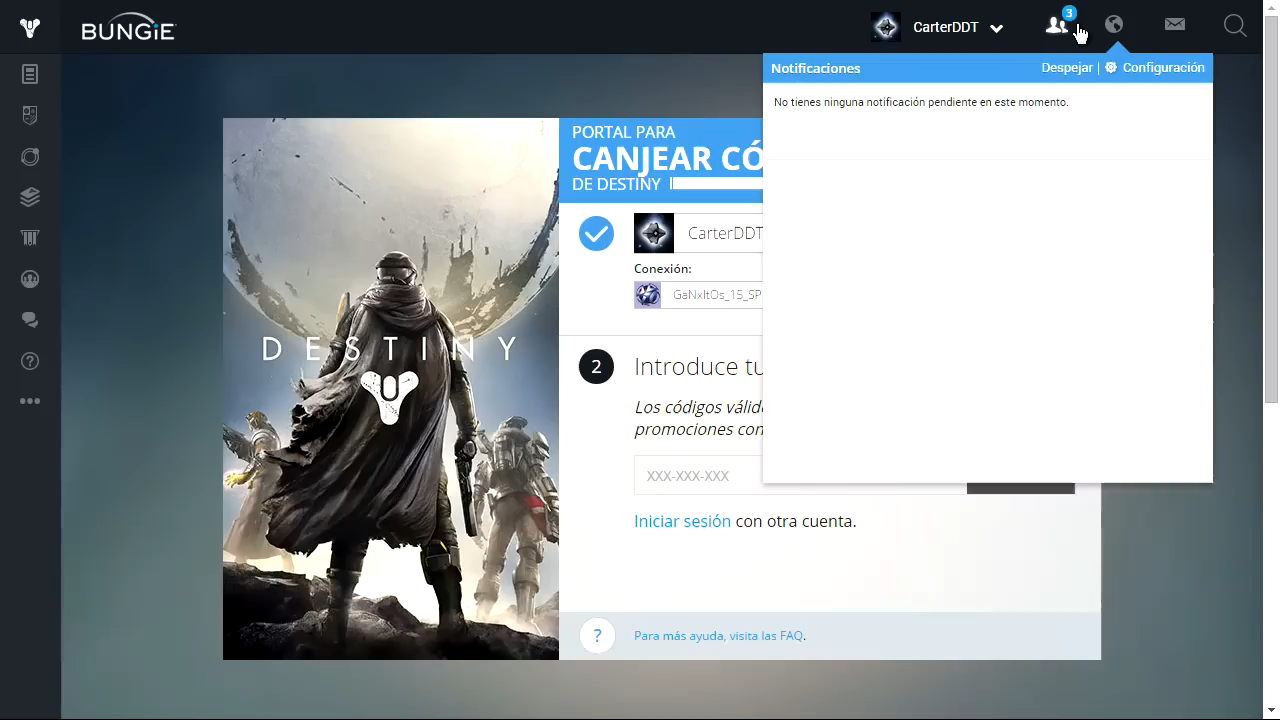 BUNGiE
CarterDDT
3
Notificaciones
Despejar | Configuración
No tienes ninguna notificación pendiente en este momento.
PORTAL PARA
CANJEAR CÓ
DE DESTINY
CarterDDT
Conexión:
GaNxItOs_15_SP
DESTINY
2
Introduce tu
Los códigos válido
promociones con
XXX-XXX-XXX
Iniciar sesión con otra cuenta.
?
Para más ayuda, visita las FAQ.